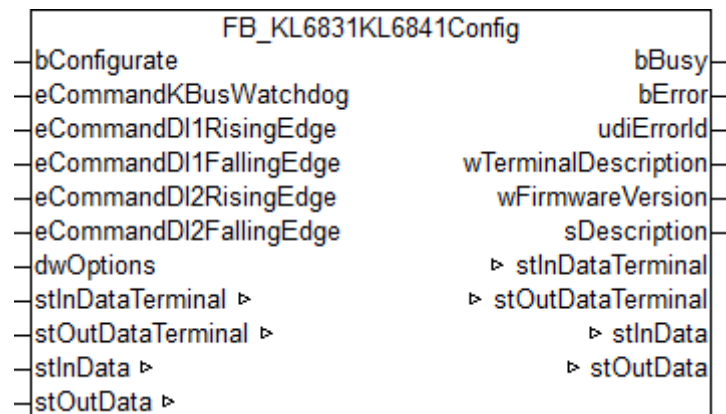 FB_KL6831KL6841Config
bConfigurate bBusy
eCommandKBusWatchdog bError
eCommandDI1RisingEdge udiErrorId
eCommandDI1FallingEdge wTerminalDescription
eCommandDI2RisingEdge wFirmwareVersion
eCommandDI2FallingEdge sDescription
dwOptions ▹ stInDataTerminal
stInDataTerminal ▹ ▹ stOutDataTerminal
stOutDataTerminal ▹ ▹ stInData
stInData ▹ ▹ stOutData
stOutData ▹